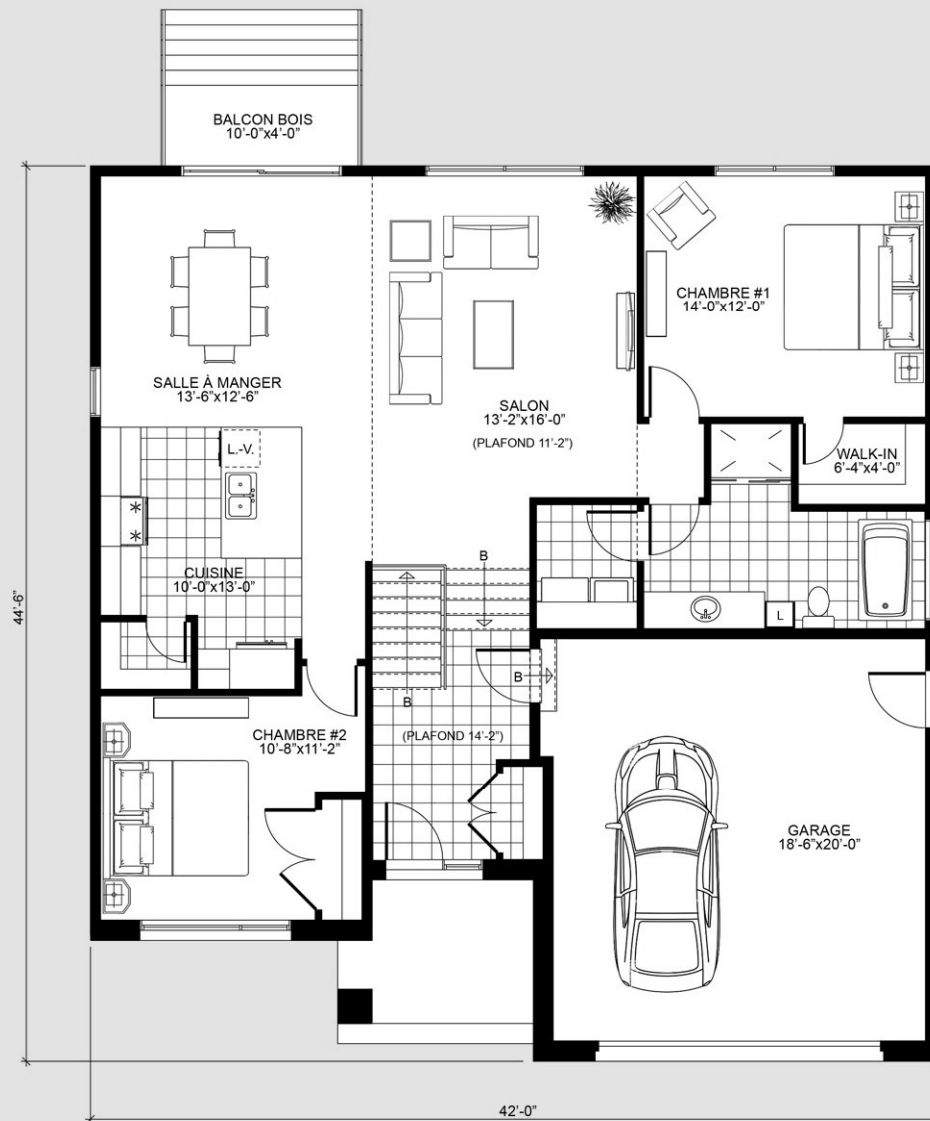 BALCON BOIS
10'-0"x4'-0"
CHAMBRE #1
14'-0"x12'-0"
SALLE À MANGER
13'-6"x12'-6"
SALON
13'-2"x16'-0"
(PLAFOND 11'-2")
L.-V.
WALK-IN
6'-4"x4'-0"
CUISINE
10'-0"x13'-0"
B
44'-6"
L
B
B
CHAMBRE #2
10'-8"x11'-2"
(PLAFOND 14'-2")
GARAGE
18'-6"x20'-0"
42'-0"